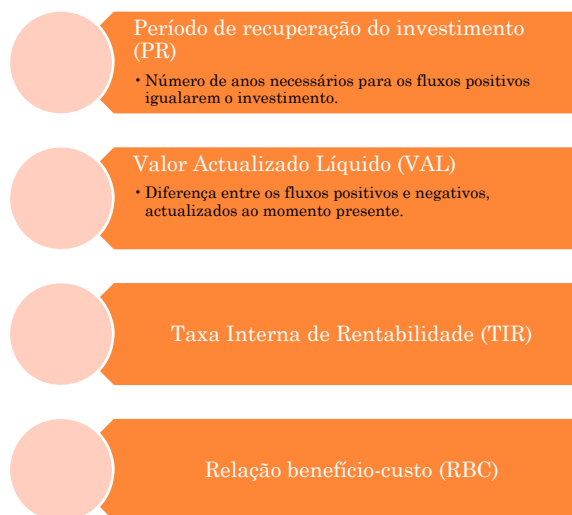 Período de recuperação do investimento
(PR)
• Número de anos necessários para os fluxos positivos
igualarem o investimento.
Valor Actualizado Líquido (VAL)
• Diferença entre os fluxos positivos e negativos,
actualizados ao momento presente.
Taxa Interna de Rentabilidade (TIR)
Relação benefício-custo (RBC)